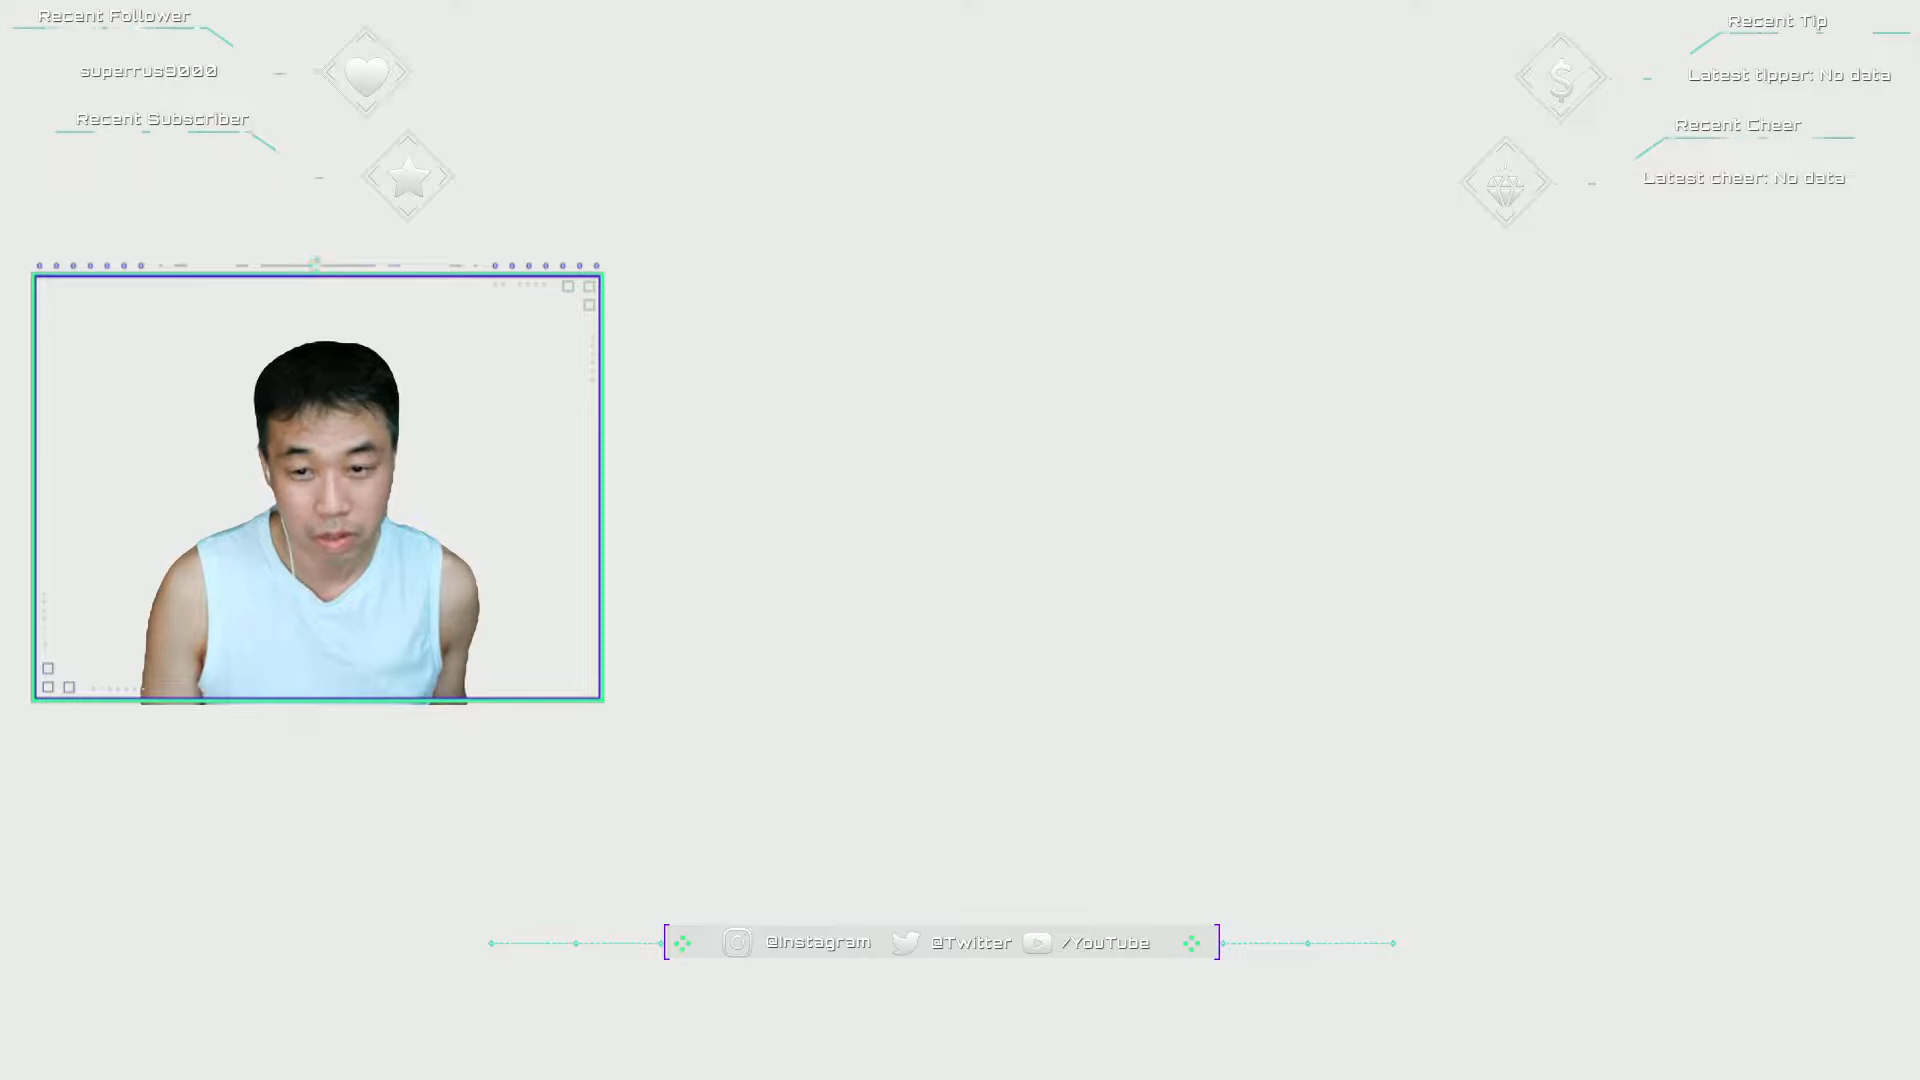 Recent Follower
superrus9000
Recent Subscriber
Recent Tip
Latest tipper: No data
Recent Cheer
Latest cheer: No data
@Instagram @Twitter /YouTube